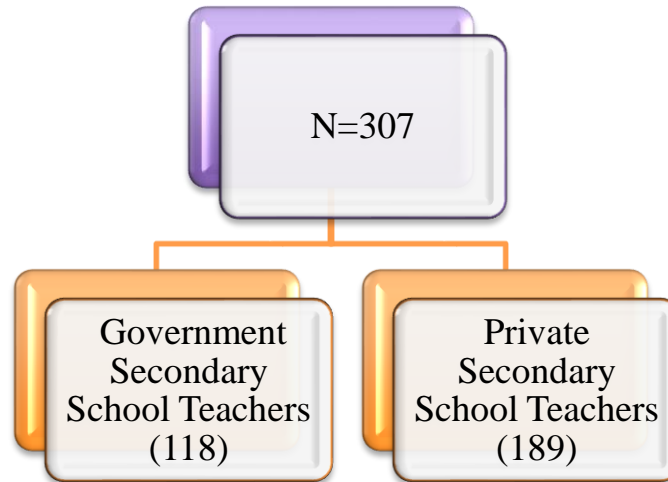 N=307
Government
Secondary
School Teachers
(118)
Private
Secondary
School Teachers
(189)